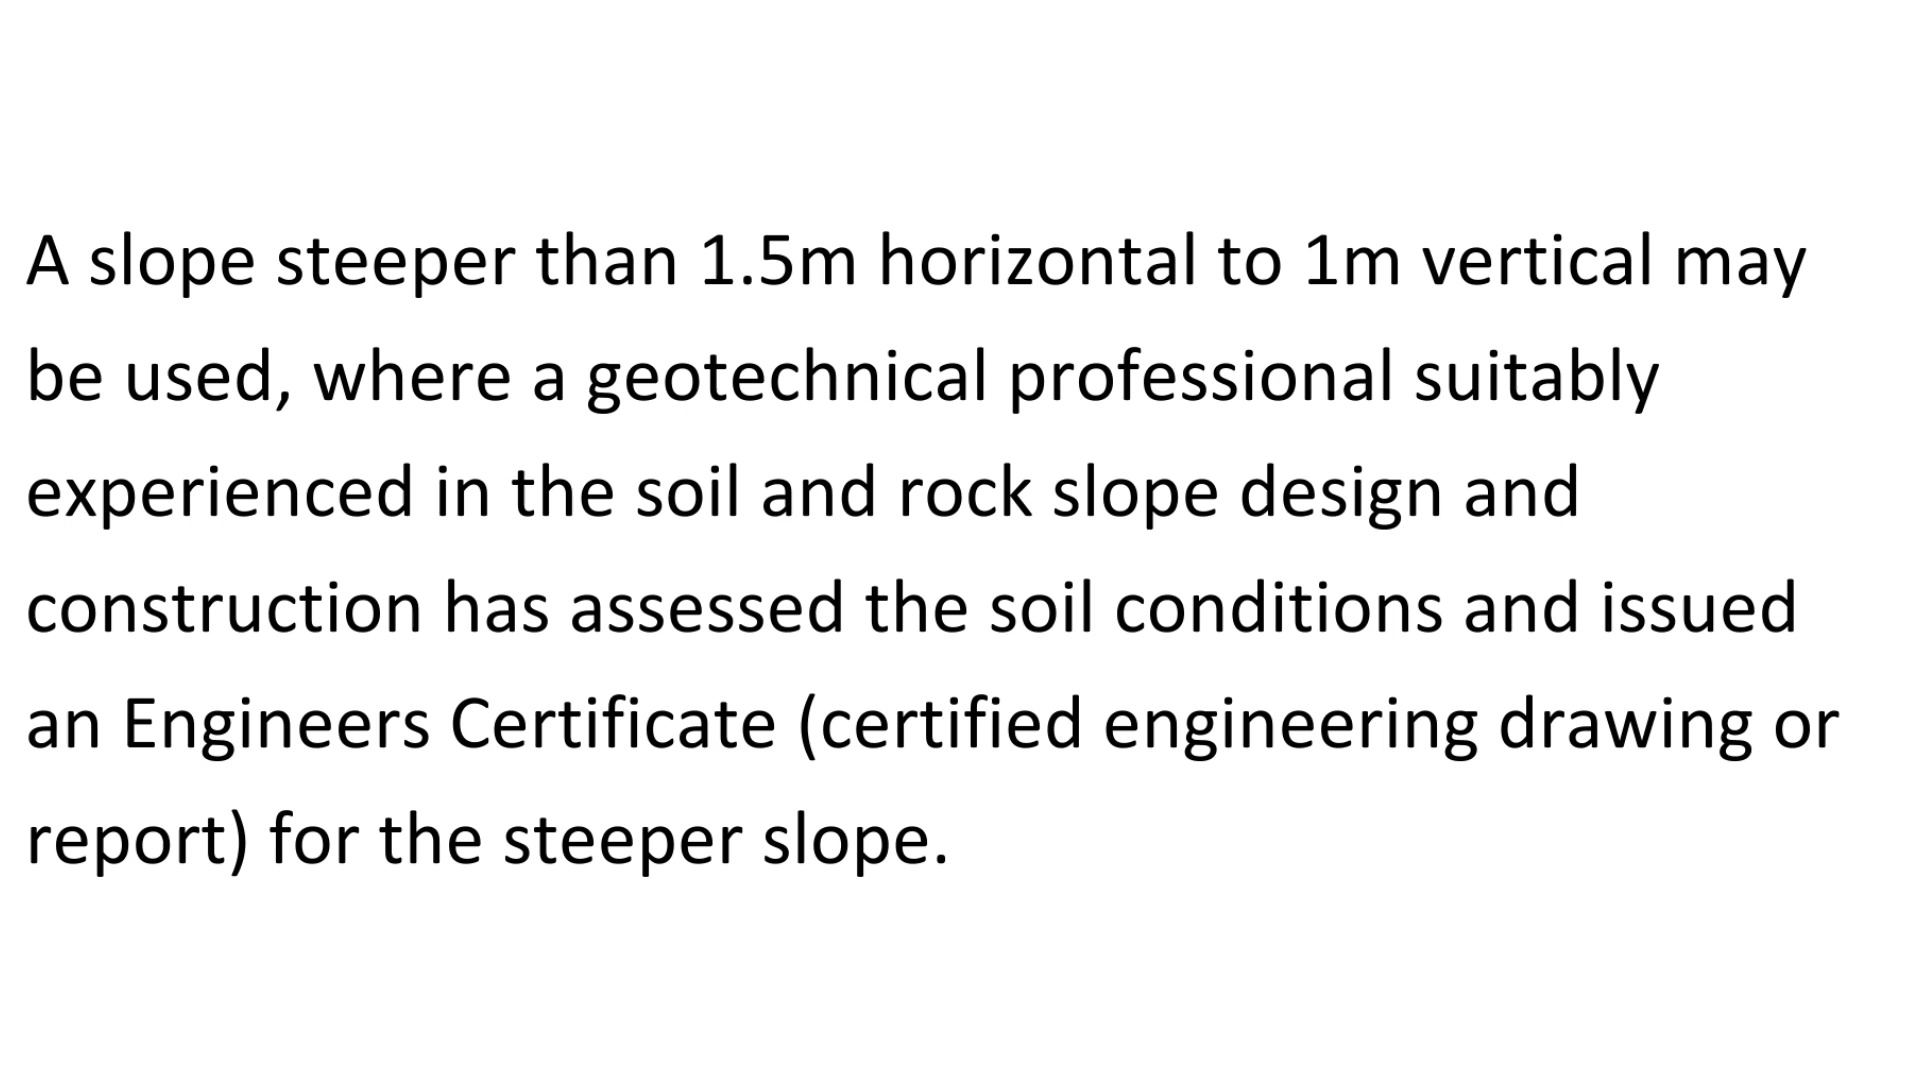 A slope steeper than 1.5m horizontal to 1m vertical may
be used, where a geotechnical professional suitably
experienced in the soil and rock slope design and
construction has assessed the soil conditions and issued
an Engineers Certificate (certified engineering drawing or
report) for the steeper slope.